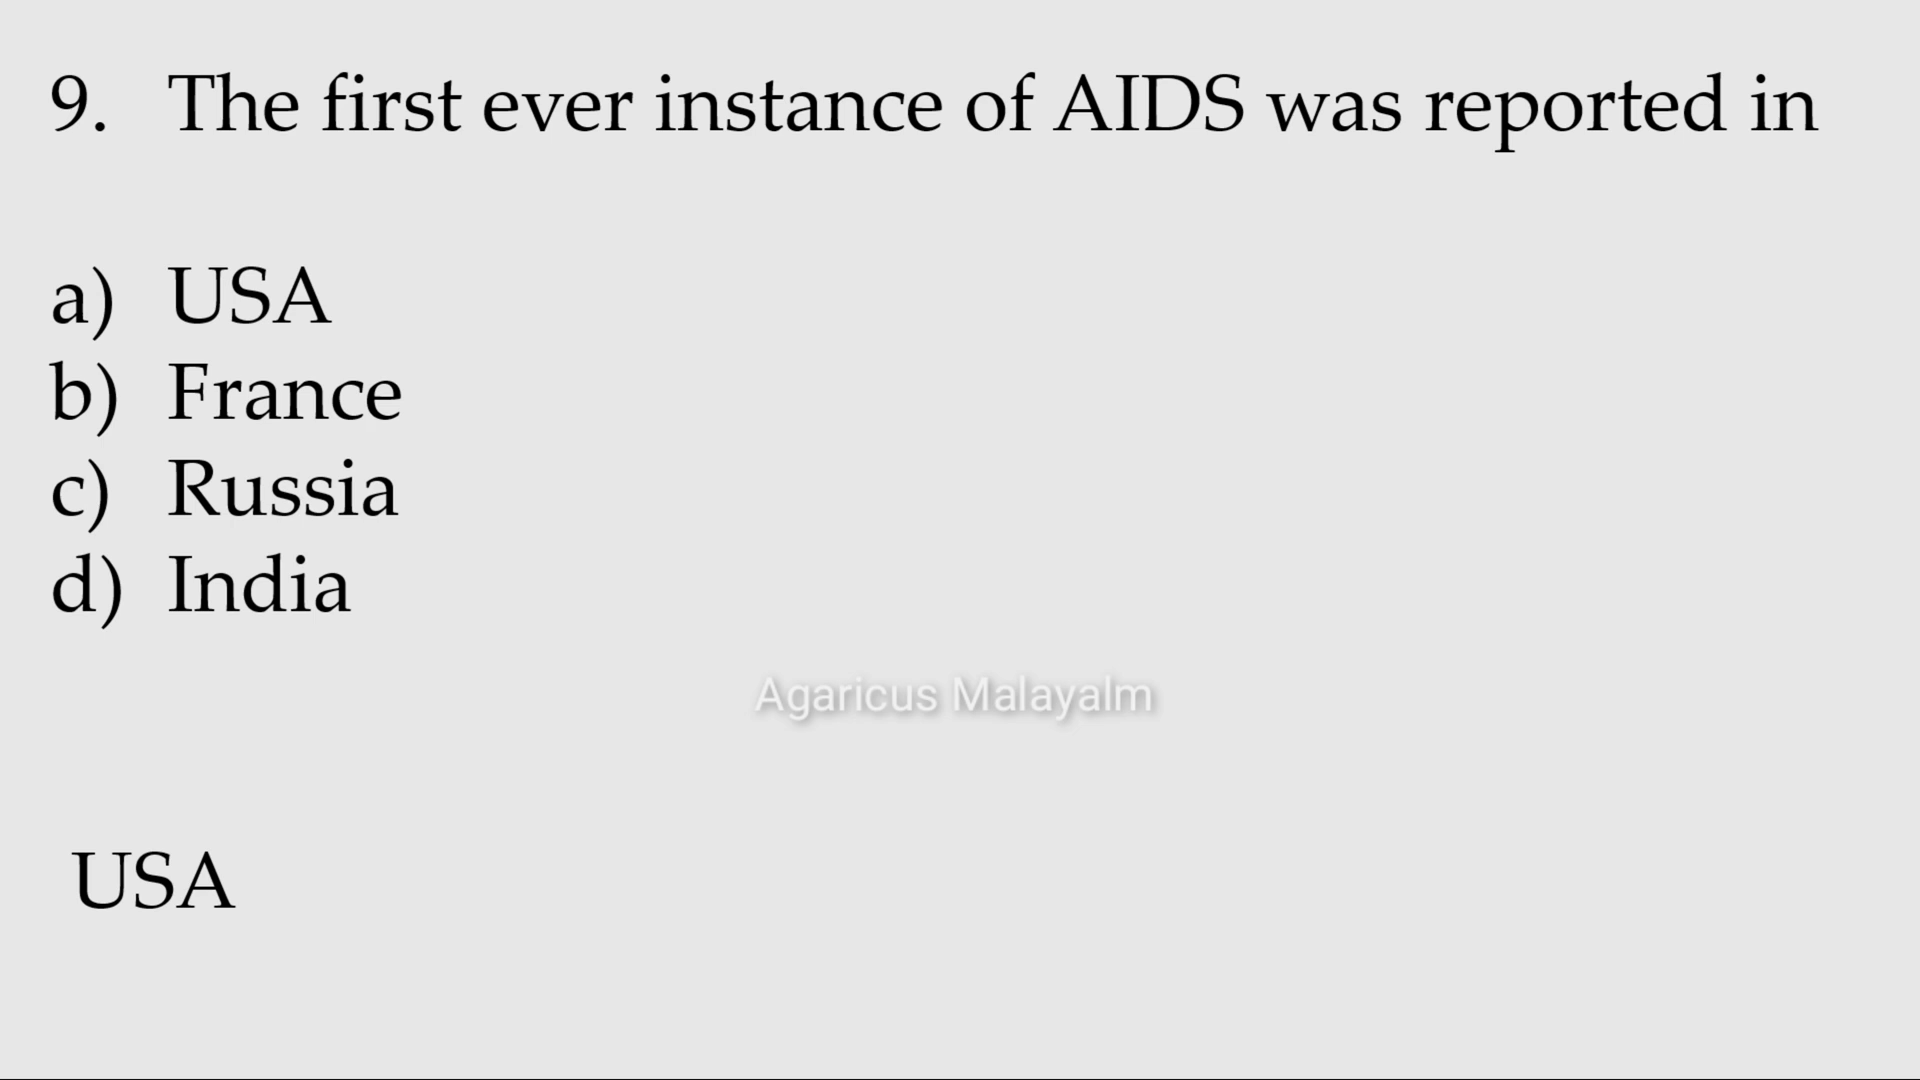 9. The first ever instance of AIDS was reported in
a) USA
b) France
c) Russia
d) India
Agaricus Malayalm
USA